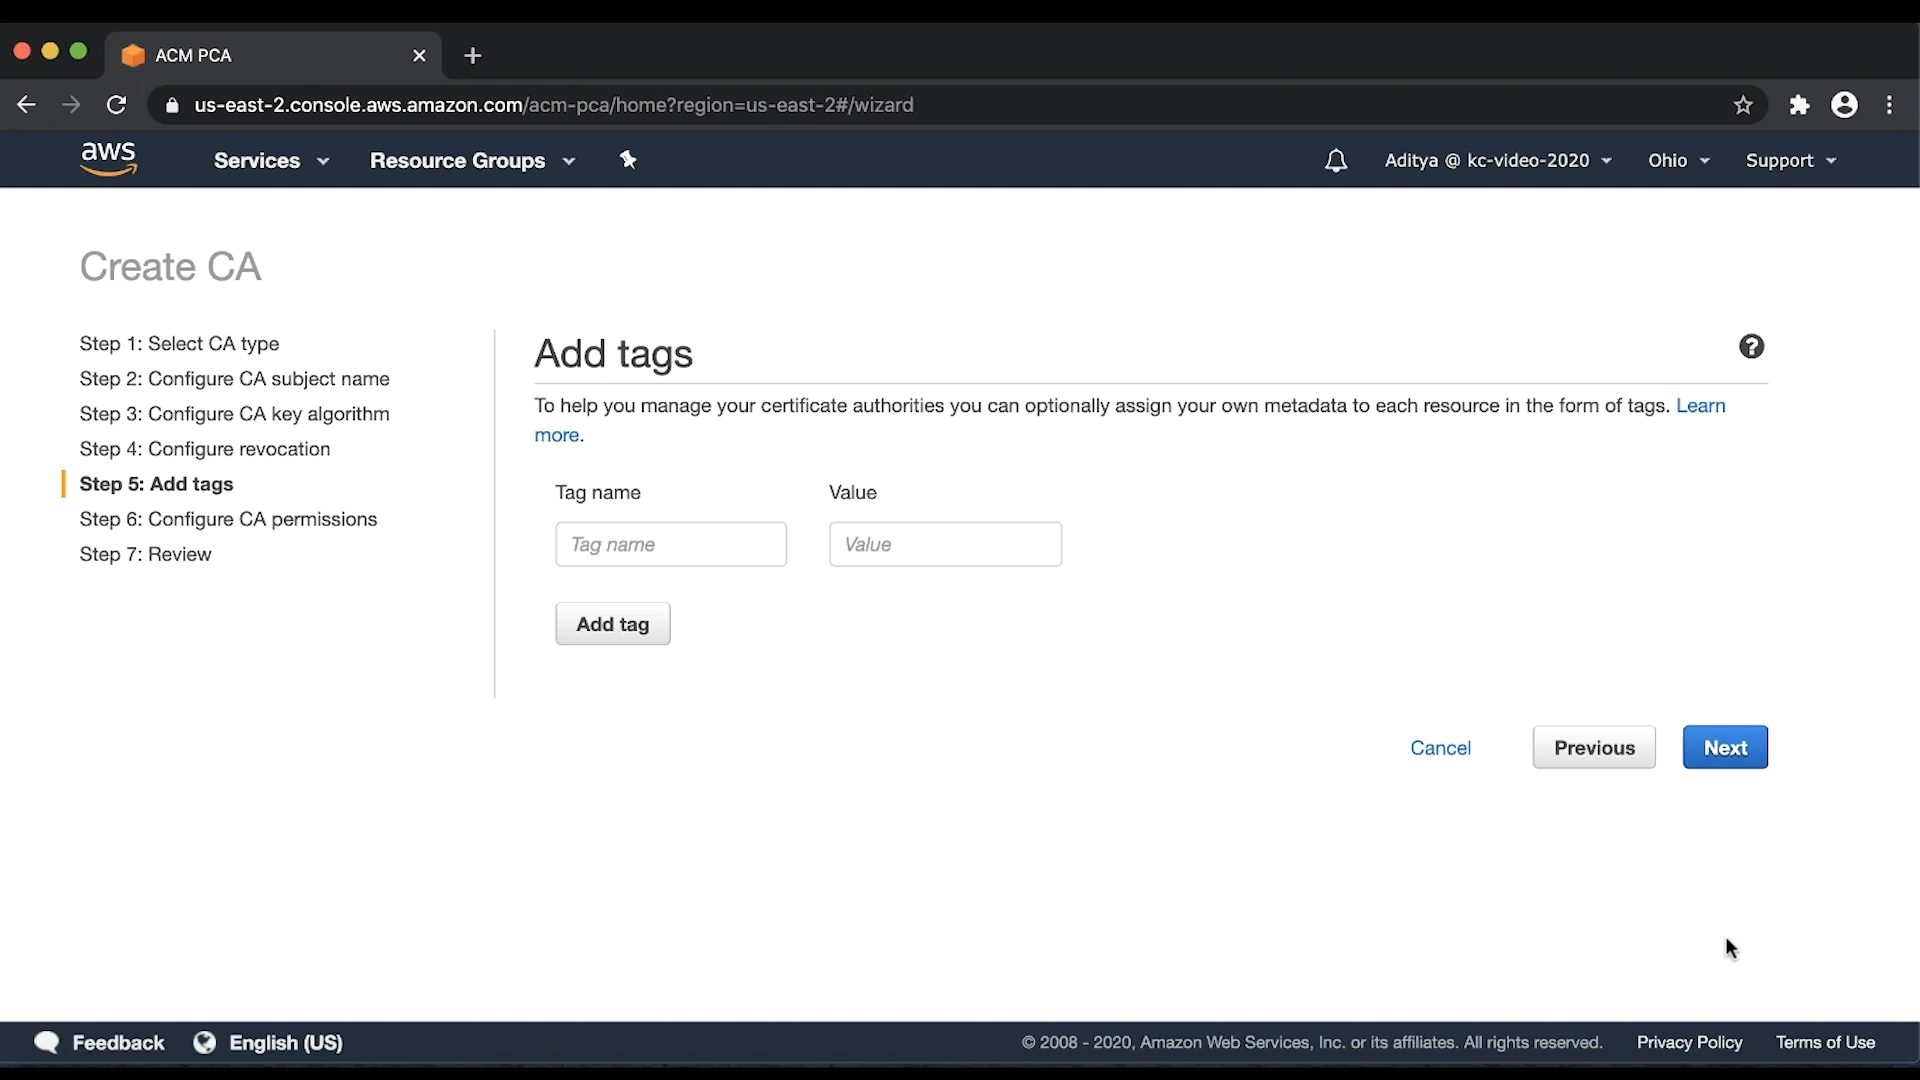 ACM PCA
us-east-2.console.aws.amazon.com/acm-pca/home?region=us-east-2#/wizard
aws Services Resource Groups Aditya @ kc-video-2020 Ohio Support
Create CA
Step 1: Select CA type
Step 2: Configure CA subject name
Step 3: Configure CA key algorithm
Step 4: Configure revocation
Step 5: Add tags
Step 6: Configure CA permissions
Step 7: Review
Add tags
To help you manage your certificate authorities you can optionally assign your own metadata to each resource in the form of tags. Learn
more.
Tag name Value
Tag name Value
Add tag
Cancel Previous Next
Feedback English (US) © 2008 - 2020, Amazon Web Services, Inc. or its affiliates. All rights reserved. Privacy Policy Terms of Use